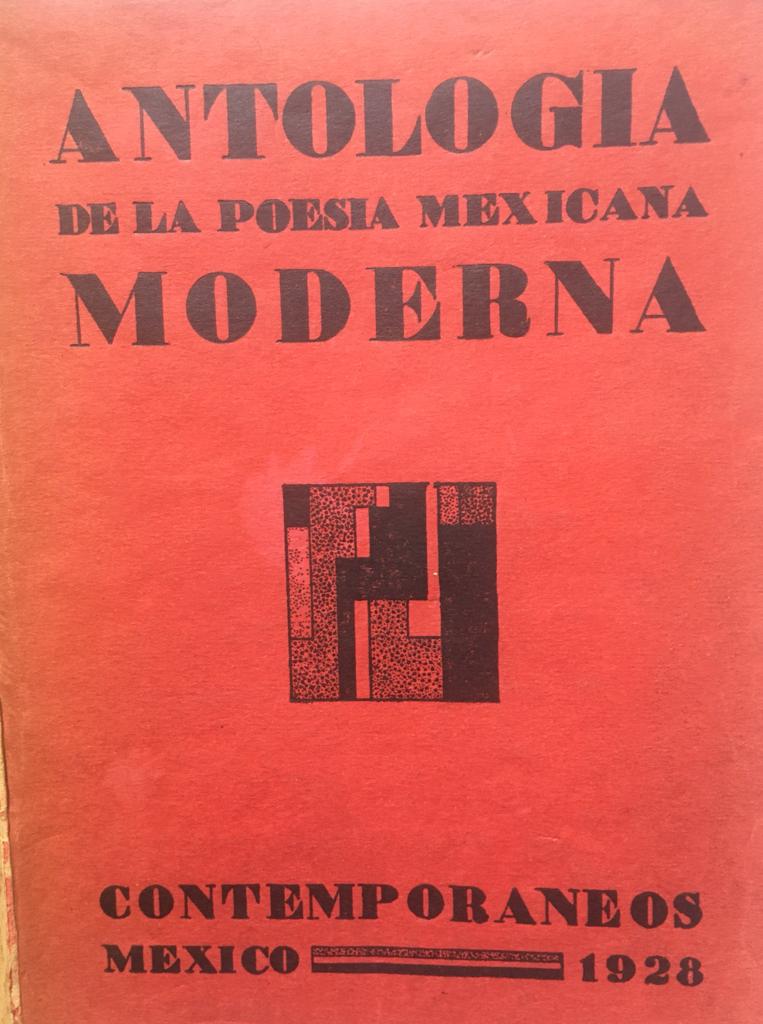 ANTOLOGIA
DE LA POESIA MEXICANA
MODERNA
CONTEMPORANEOS
MEXICO 1928